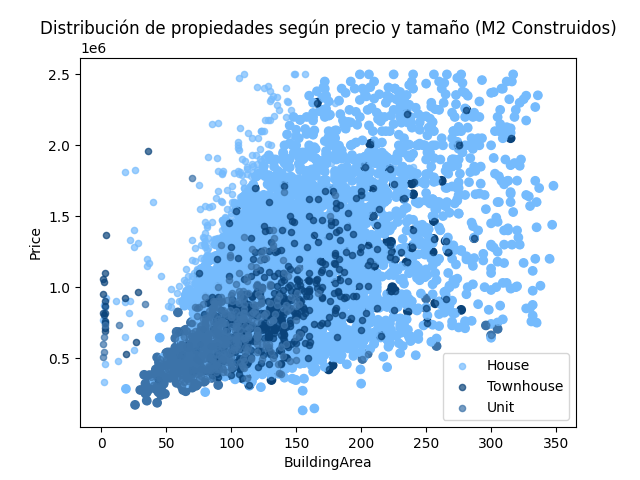 Distribución de propiedades según precio y tamaño (M2 Construidos)
1e6
2.5
2.0
1.5
1.0
0.5
Price
House
Townhouse
Unit
0 50 100 150 200 250 300 350
BuildingArea